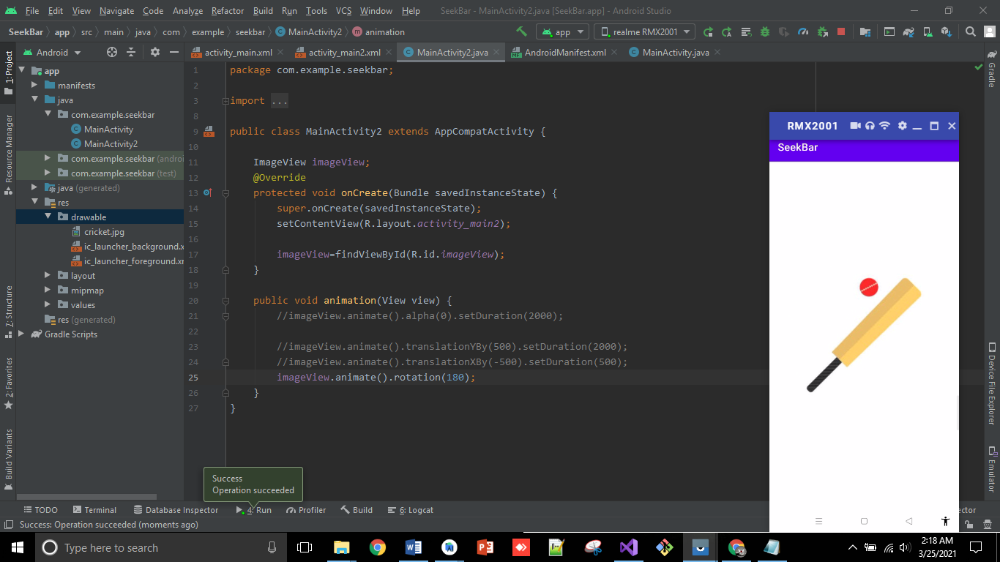 File Edit View Navigate Code Analyze Refactor Build Run Tools VCS Window Help SeekBar - MainActivity2.java [SeekBar.app] - Android Studio
SeekBar app src main java com example seekbar MainActivity2 animation app realme RMX2001
Android activity_main.xml activity_main2.xml MainActivity2.java AndroidManifest.xml MainActivity.java
1: Project
Resource Manager
7: Structure
2: Favorites
Build Variants
app
manifests
java
com.example.seekbar
MainActivity
MainActivity2
com.example.seekbar (andro
com.example.seekbar (test)
java (generated)
res
drawable
cricket.jpg
ic_launcher_background.x
ic_launcher_foreground.xr
layout
mipmap
values
res (generated)
Gradle Scripts
1 package com.example.seekbar;
2
3 import ...
8
9 public class MainActivity2 extends AppCompatActivity {
10
11 ImageView imageView;
12 @Override
13 protected void onCreate(Bundle savedInstanceState) {
14 super.onCreate(savedInstanceState);
15 setContentView(R.layout.activity_main2);
16
17 imageView=findViewById(R.id.imageView);
18 }
19
20 public void animation(View view) {
21 //imageView.animate().alpha(0).setDuration(2000);
22
23 //imageView.animate().translationYBy(500).setDuration(2000);
24 //imageView.animate().translationXBy(-500).setDuration(500);
25 imageView.animate().rotation(180);
26 }
27 }
RMX2001
SeekBar
Gradle
Device File Explorer
Emulator
Success
Operation succeeded
TODO Terminal Database Inspector 4: Run Profiler Build 6: Logcat ector
Success: Operation succeeded (moments ago)
Type here to search
2:18 AM
3/25/2021